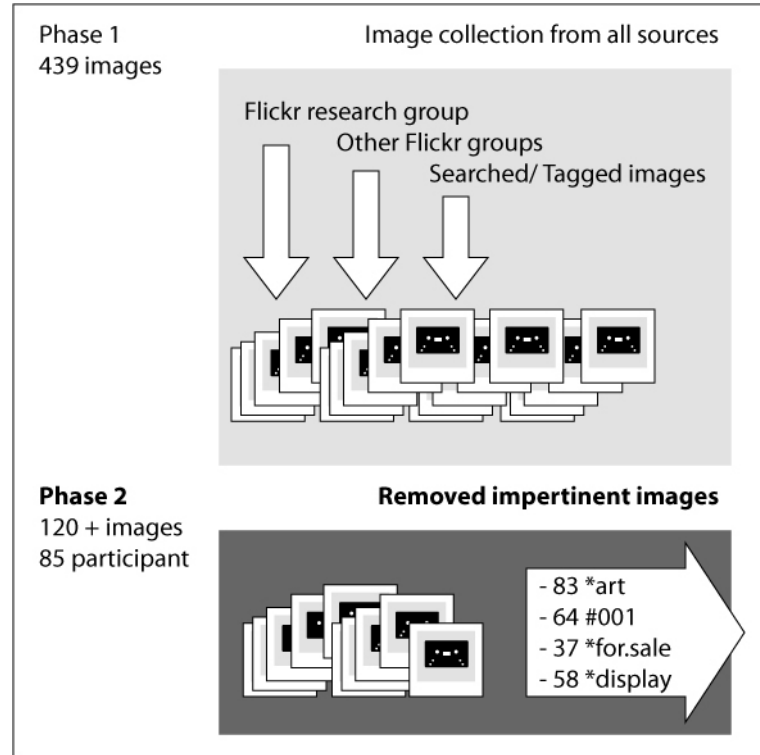 Phase 1
439 images
Image collection from all sources
Flickr research group
Other Flickr groups
Searched/ Tagged images
Phase 2
120 + images
85 participant
Removed impertinent images
- 83 *art
- 64 #001
- 37 *for.sale
- 58 *display